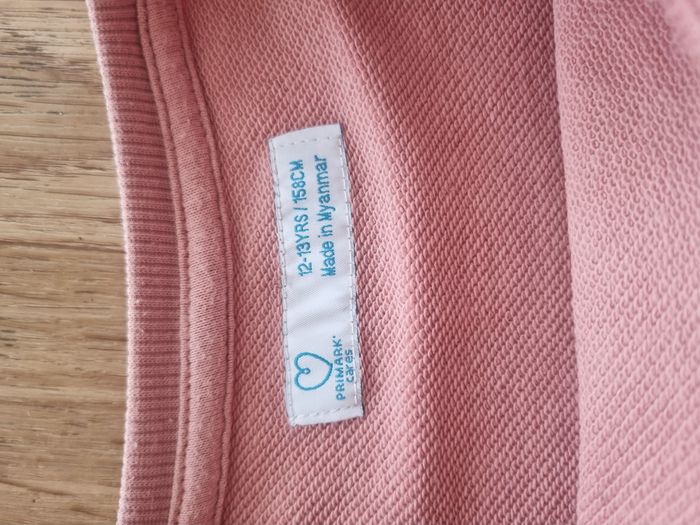 PRIMARK
cares
12-13YRS / 158CM
Made in Myanmar